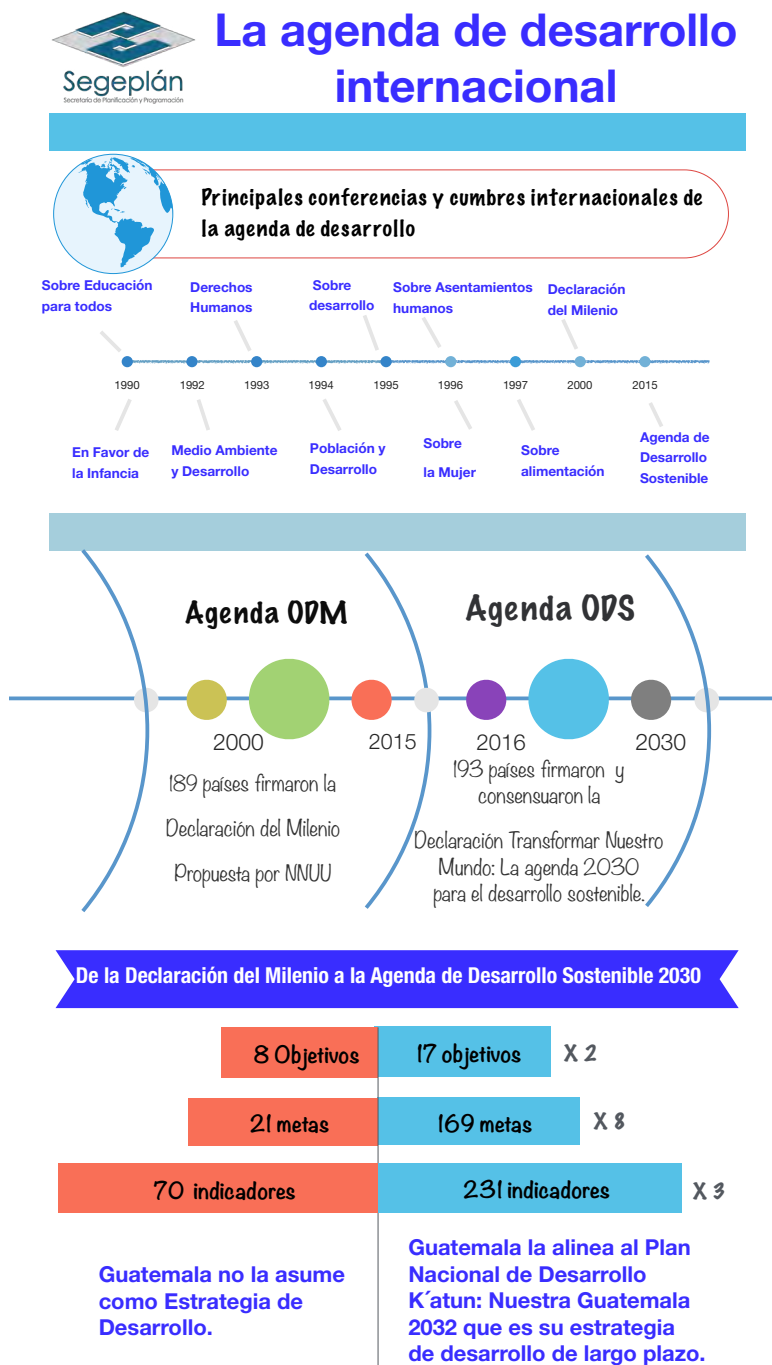 La agenda de desarrollo
internacional
Segeplán
Secretaría de Planificación y Programación
Principales conferencias y cumbres internacionales de
la agenda de desarrollo
Sobre Educación
para todos
Derechos
Humanos
Sobre
desarrollo
Sobre Asentamientos
humanos
Declaración
del Milenio
1990 1992 1993 1994 1995 1996 1997 2000 2015
En Favor de
la Infancia
Medio Ambiente
y Desarrollo
Población y
Desarrollo
Sobre
la Mujer
Sobre
alimentación
Agenda de
Desarrollo
Sostenible
Agenda ODM
2000 2015
189 países firmaron la
Declaración del Milenio
Propuesta por NNUU
Agenda ODS
2016 2030
193 países firmaron y
consensuaron la
Declaración Transformar Nuestro
Mundo: La agenda 2030
para el desarrollo sostenible.
De la Declaración del Milenio a la Agenda de Desarrollo Sostenible 2030
8 Objetivos 17 objetivos X 2
21 metas 169 metas X 8
70 indicadores 231 indicadores X 3
Guatemala no la asume
como Estrategia de
Desarrollo.
Guatemala la alinea al Plan
Nacional de Desarrollo
K´atun: Nuestra Guatemala
2032 que es su estrategia
de desarrollo de largo plazo.